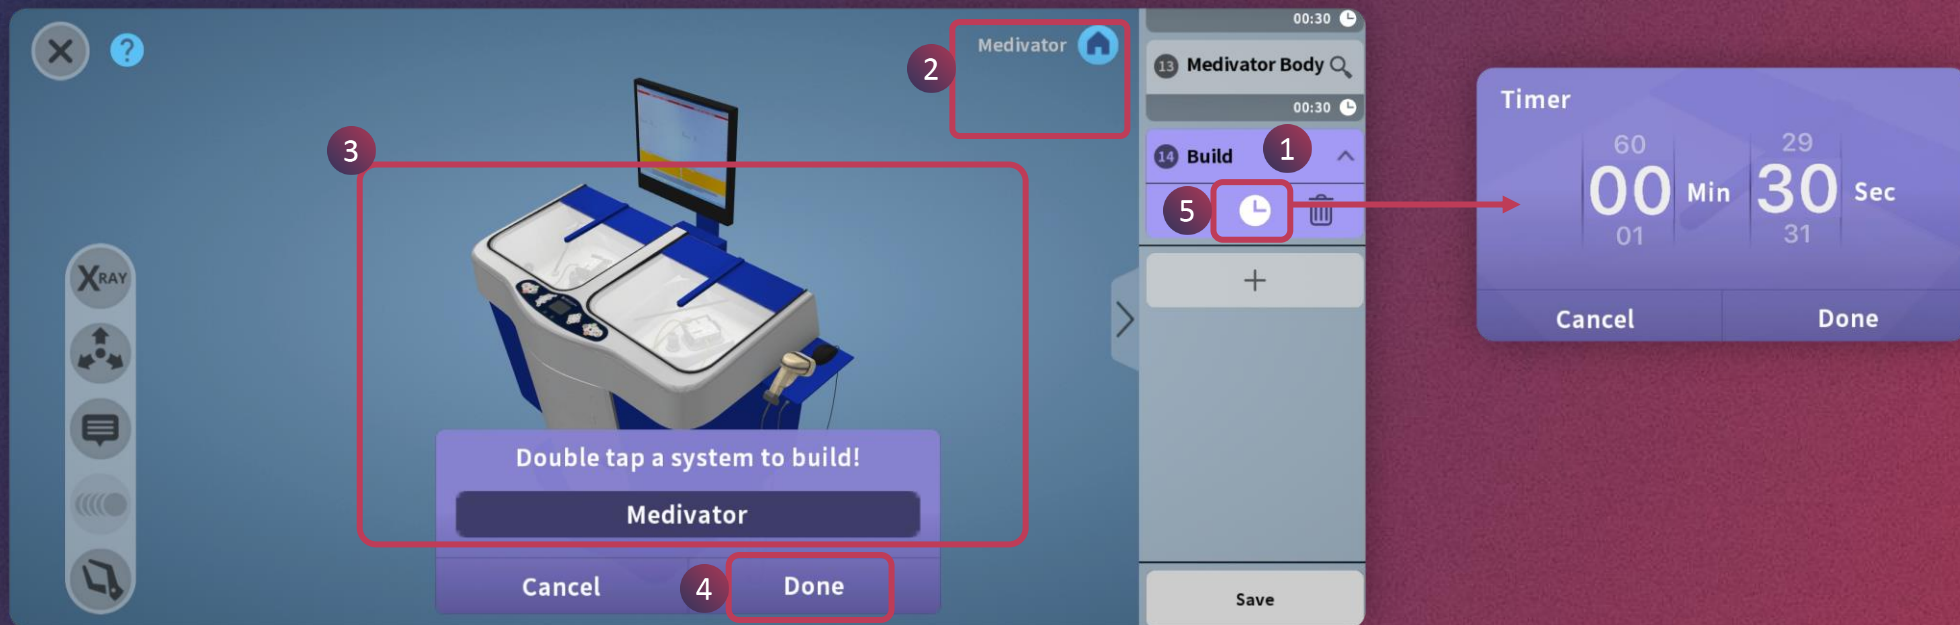 00:30
Medivator
2
13 Medivator Body
00:30
3
14 Build
1
5
XRAY
Double tap a system to build!
Medivator
Cancel
4
Done
Save
Timer
60
29
00 Min 30 Sec
01
31
Cancel
Done
?
+